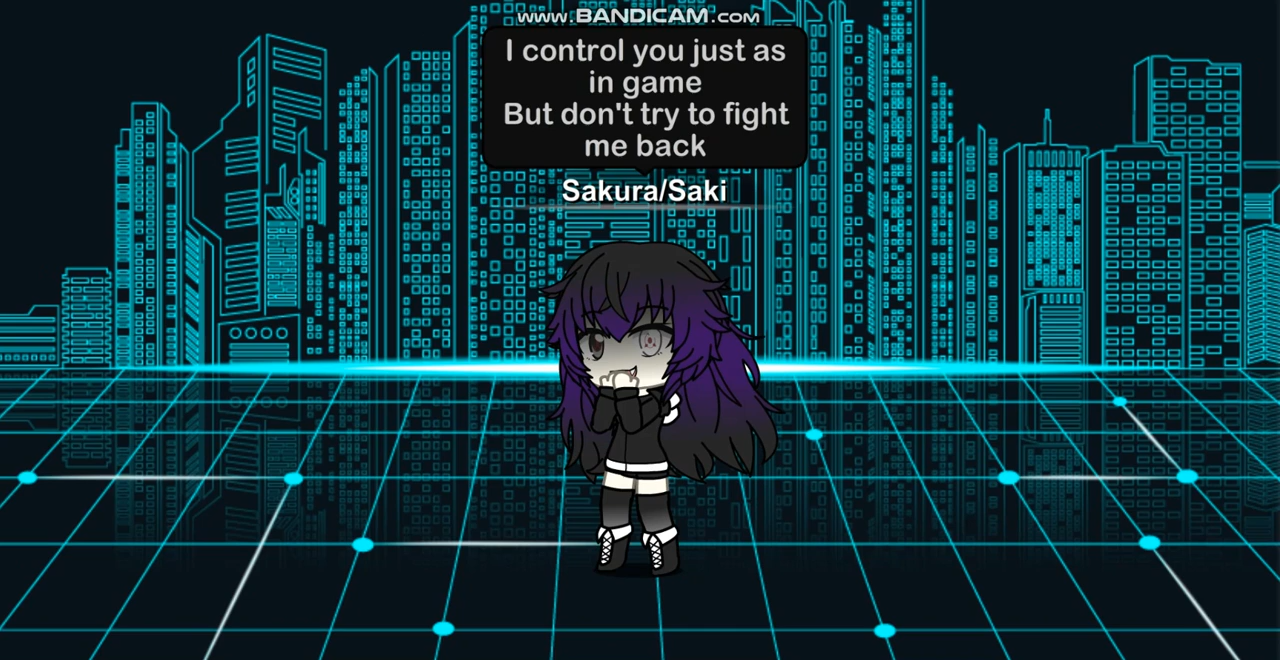 www.BANDICAM.com
I control you just as
in game
But don't try to fight
me back
Sakura/Saki